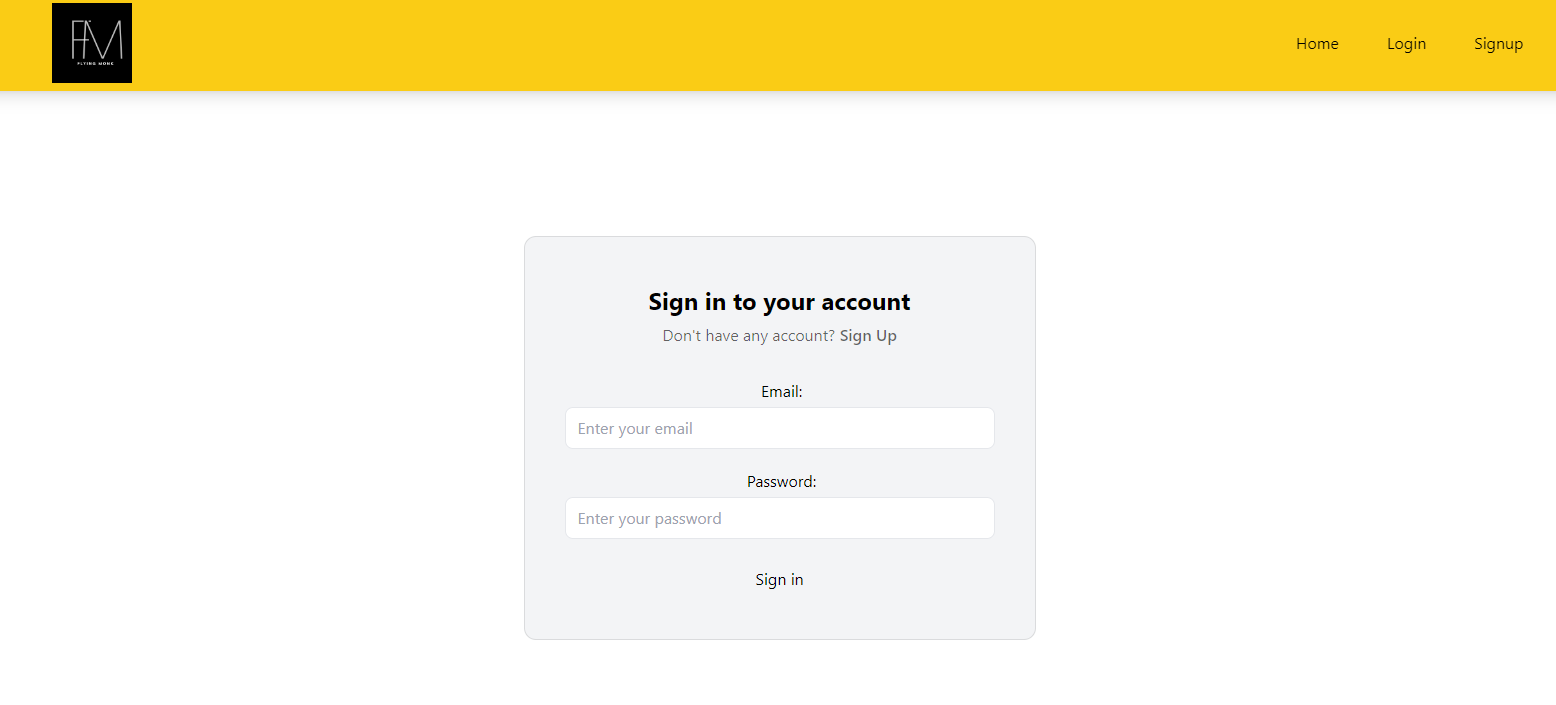 FM
FLYING MONK
Home Login Signup
Sign in to your account
Don't have any account? Sign Up
Email:
Enter your email
Password:
Enter your password
Sign in